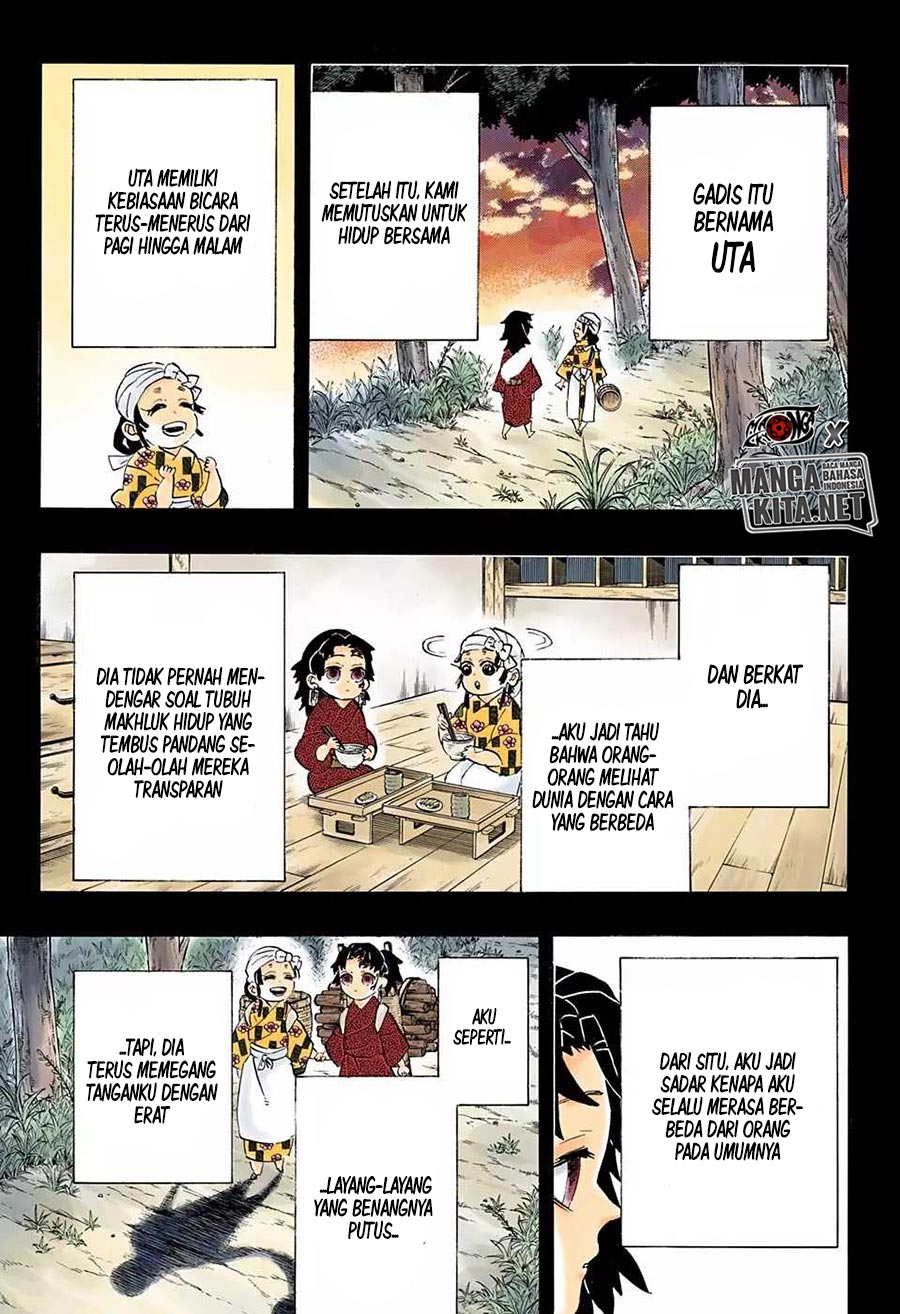 GADIS ITU
BERNAMA
UTA
SETELAH ITU, KAMI
MEMUTUSKAN UNTUK
HIDUP BERSAMA
UTA MEMILIKI
KEBIASAAN BICARA
TERUS-MENERUS DARI
PAGI HINGGA MALAM
X
MANGA
KITA.NET
BACA MANGA
BAHASA
INDONESIA
DAN BERKAT
DIA...
...AKU JADI TAHU
BAHWA ORANG-
ORANG MELIHAT
DUNIA DENGAN CARA
YANG BERBEDA
DIA TIDAK PERNAH MEN-
DENGAR SOAL TUBUH
MAKHLUK HIDUP YANG
TEMBUS PANDANG SE-
OLAH-OLAH MEREKA
TRANSPARAN
DARI SITU, AKU JADI
SADAR KENAPA AKU
SELALU MERASA BER-
BEDA DARI ORANG
PADA UMUMNYA
AKU
SEPERTI...
...LAYANG-LAYANG
YANG BENANGNYA
PUTUS...
...TAPI, DIA
TERUS MEMEGANG
TANGANKU DENGAN
ERAT